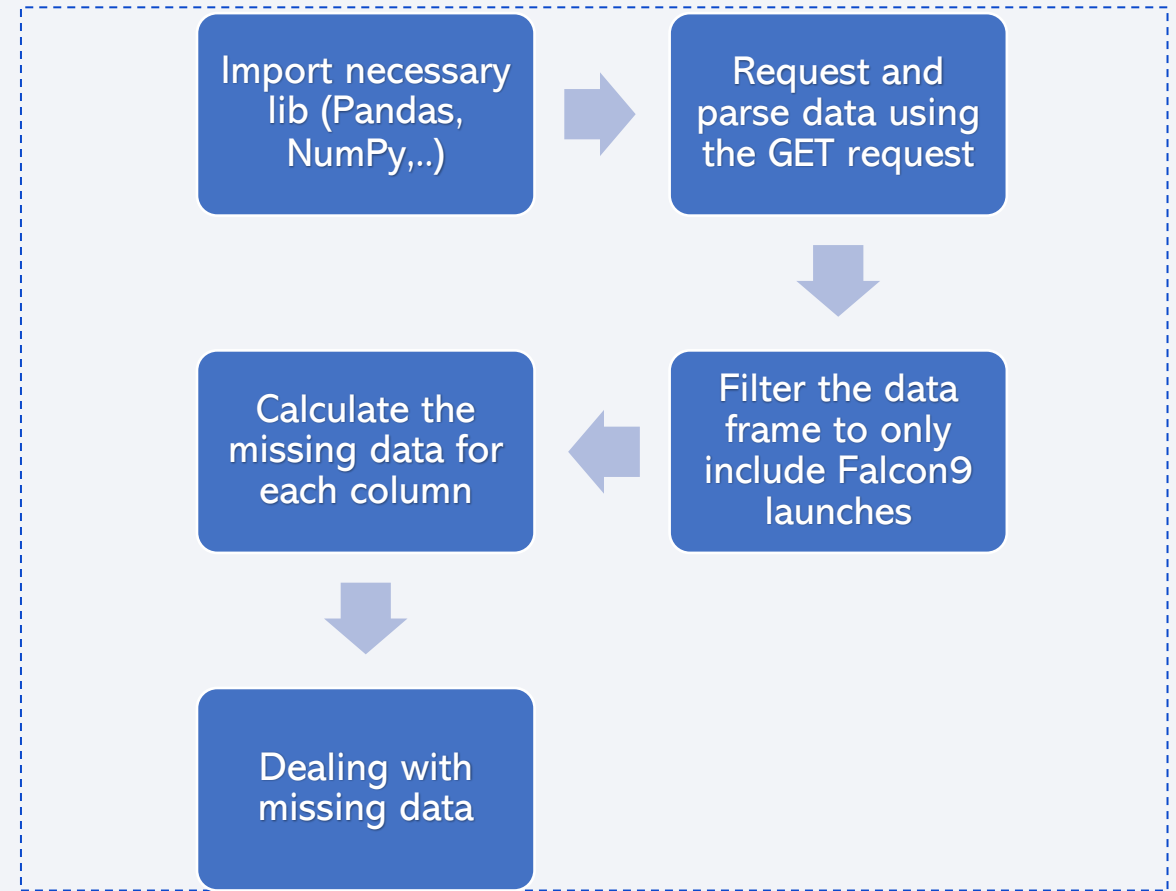 Import necessary
lib (Pandas,
NumPy,..)
Request and
parse data using
the GET request
Filter the data
frame to only
include Falcon9
launches
Calculate the
missing data for
each column
Dealing with
missing data